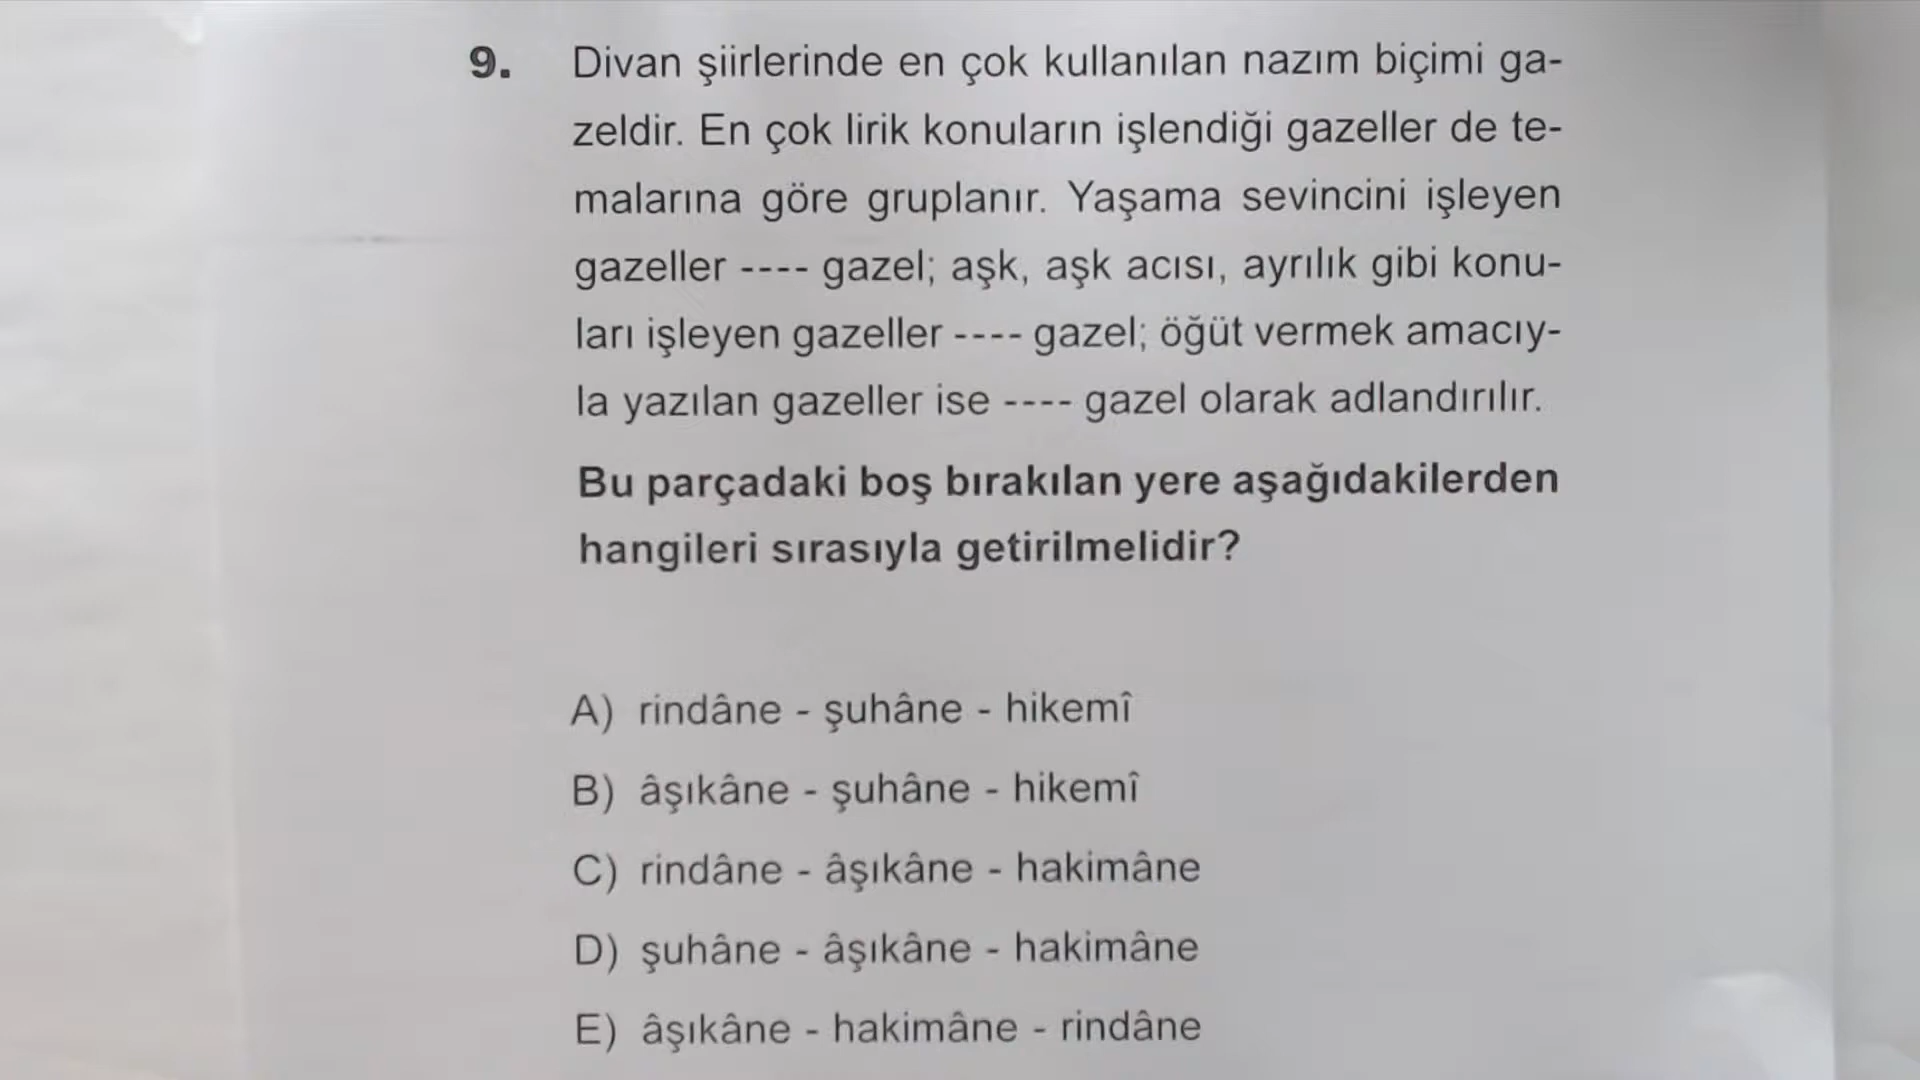 9. Divan şiirlerinde en çok kullanılan nazım biçimi ga-
zeldir. En çok lirik konuların işlendiği gazeller de te-
malarına göre gruplanır. Yaşama sevincini işleyen
gazeller ---- gazel; aşk, aşk acısı, ayrılık gibi konu-
ları işleyen gazeller ---- gazel; öğüt vermek amacıy-
la yazılan gazeller ise ---- gazel olarak adlandırılır.
Bu parçadaki boş bırakılan yere aşağıdakilerden
hangileri sırasıyla getirilmelidir?
A) rindâne - şuhâne - hikemî
B) âşıkâne - şuhâne - hikemî
C) rindâne - âşıkâne - hakimâne
D) şuhâne - âşıkâne - hakimâne
E) âşıkâne - hakimâne - rindâne